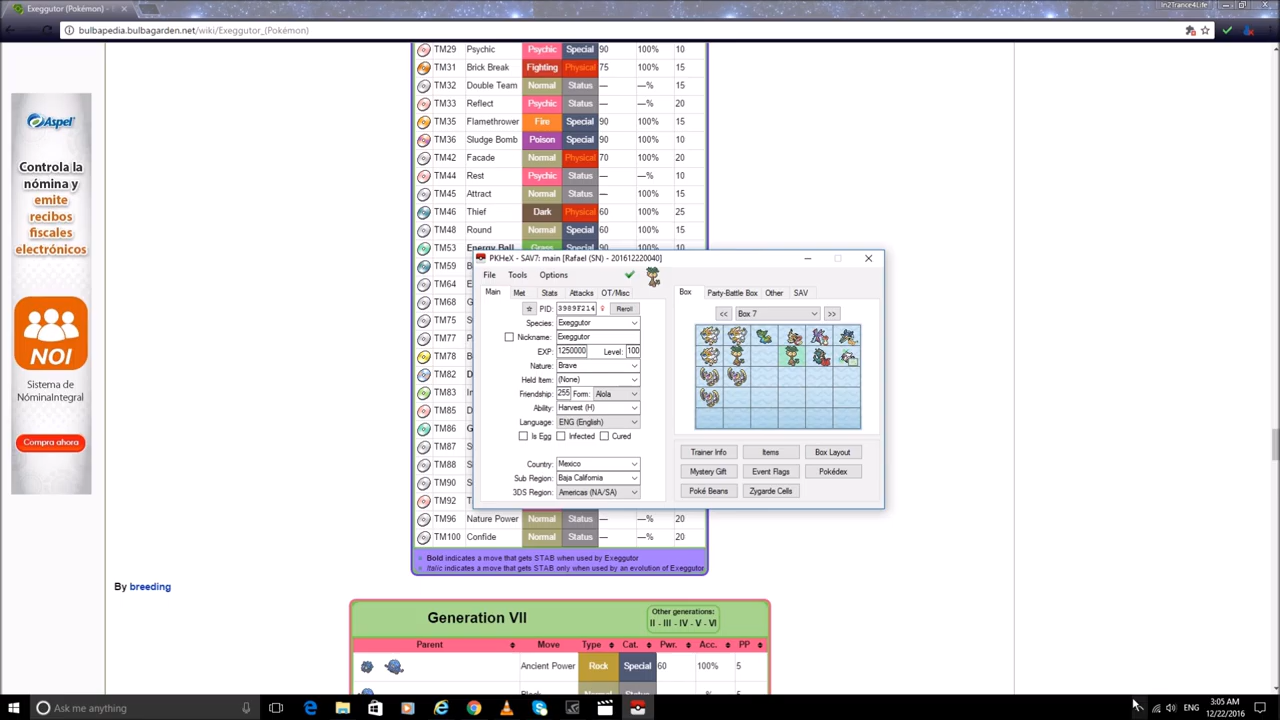 Exeggutor (Pokémon) -
In2Trance4Life
bulbapedia.bulbagarden.net/wiki/Exeggutor_(Pokémon)
TM29 Psychic Psychic Special 90 100% 10
TM31 Brick Break Fighting Physical 75 100% 15
TM32 Double Team Normal Status — —% 15
TM33 Reflect Psychic Status — —% 20
TM35 Flamethrower Fire Special 90 100% 15
TM36 Sludge Bomb Poison Special 90 100% 10
TM42 Facade Normal Physical 70 100% 20
TM44 Rest Psychic Status — —% 10
TM45 Attract Normal Status — 100% 15
TM46 Thief Dark Physical 60 100% 25
TM48 Round Normal Special 60 100% 15
TM53 Energy Ball Grass Special 90 100% 10
TM59 B
TM64 E
TM68 G
TM75 S
TM77 P
TM78 B
TM82 D
TM83 In
TM85 D
TM86 G
TM87 S
TM88 S
TM90 S
TM92 T
TM96 Nature Power Normal Status — —% 20
TM100 Confide Normal Status — —% 20
Bold indicates a move that gets STAB when used by Exeggutor
Italic indicates a move that gets STAB only when used by an evolution of Exeggutor
By breeding
Generation VII
Other generations:
II - III - IV - V - VI
Parent Move Type Cat. Pwr. Acc. PP
Ancient Power Rock Special 60 100% 5
Aspel
Controla la
nómina y
emite
recibos
fiscales
electrónicos
NOI
Sistema de
NóminaIntegral
Compra ahora
PKHeX - SAV7: main [Rafael (SN) - 201612220040]
File Tools Options
Main Met Stats Attacks OT/Misc
PID: 3989F214 ♀ Reroll
Species: Exeggutor
Nickname: Exeggutor
EXP: 1250000 Level: 100
Nature: Brave
Held Item: (None)
Friendship: 255 Form: Alola
Ability: Harvest (H)
Language: ENG (English)
Is Egg Infected Cured
Country: Mexico
Sub Region: Baja California
3DS Region: Americas (NA/SA)
Box Party-Battle Box Other SAV
<< Box 7 >>
Trainer Info Items Box Layout
Mystery Gift Event Flags Pokédex
Poké Beans Zygarde Cells
Ask me anything
ENG
3:05 AM
12/22/2016